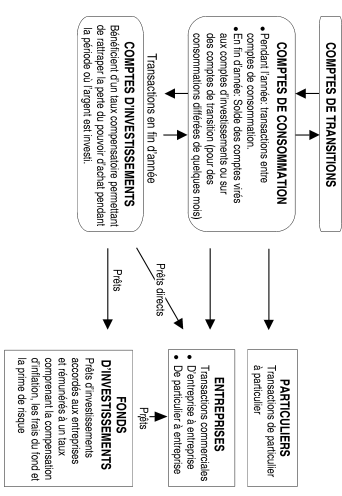 COMPTES DE TRANSITIONS
COMPTES DE CONSOMMATION
• Pendant l'année: transactions entre
comptes de consommation.
• En fin d'année: Solde des comptes virés
aux comptes d'investissements ou sur
des comptes de transition (pour des
consommations différées de quelques mois)
Transactions en fin d'année
COMPTES D'INVESTISSEMENTS
Bénéficient d'un taux compensatoire permettant
de rattraper la perte du pouvoir d'achat pendant
la période où l'argent est investi.
Prêts directs
Prêts
PARTICULIERS
Transactions de particulier
à particulier
ENTREPRISES
Transactions commerciales
• D'entreprise à entreprise
• De particulier à entreprise
Prêts
FONDS
D'INVESTISSEMENTS
Prêts d'investissements
accordés aux entreprises
et rémunérés à un taux
comprenant la compensation
d'inflation, les frais du fond et
la prime de risque